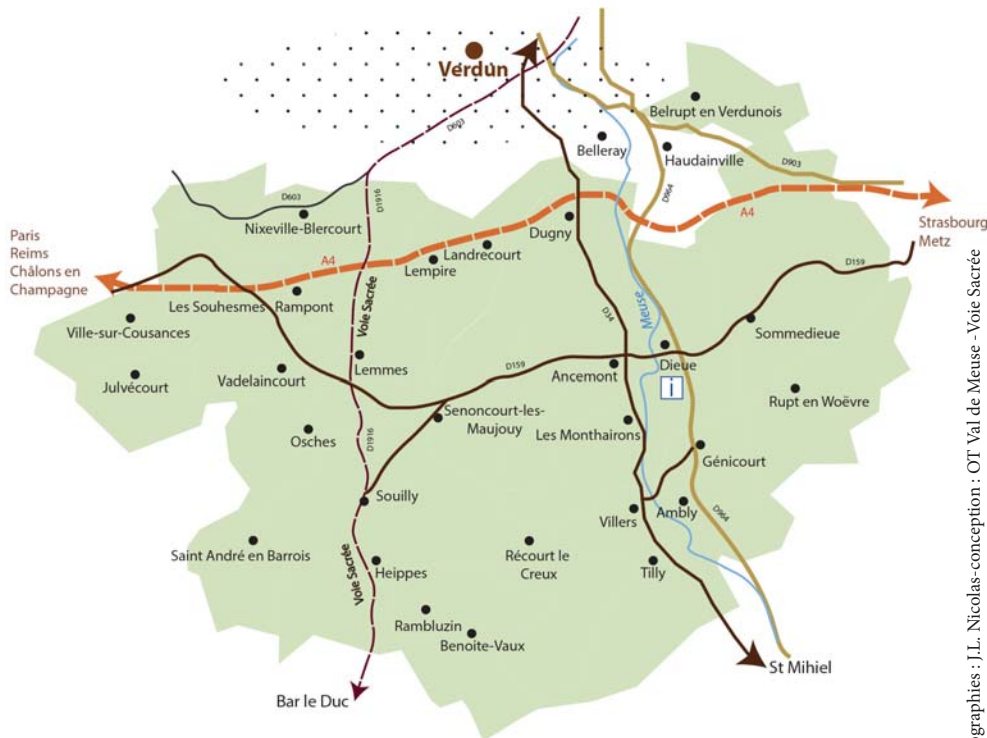 Verdun
Belrupt en Verdunois
D603
Belleray
Haudainville
D903
D964
D1916
D603
Nixeville-Blercourt
Strasbourg
Metz
A4
Dugny
Landrecourt
Lempire
Paris
Reims
Châlons en
Champagne
A4
D159
Les Souhesmes-Rampont
Voie Sacrée
Meuse
D34
Ville-sur-Cousances
Sommedieue
Lemmes
Dieue
D159
Ancemont
Julvécourt
Vadelaincourt
i
Rupt en Woëvre
Senoncourt-les-
Maujouy
Les Monthairons
Osches
D1916
Génicourt
Souilly
Villers
Ambly
D964
Saint André en Barrois
Récourt le
Creux
Voie Sacrée
Heippes
Tilly
Rambluzin
Benoite-Vaux
St Mihiel
Bar le Duc
ographies : J.L. Nicolas-conception : OT Val de Meuse - Voie Sacrée